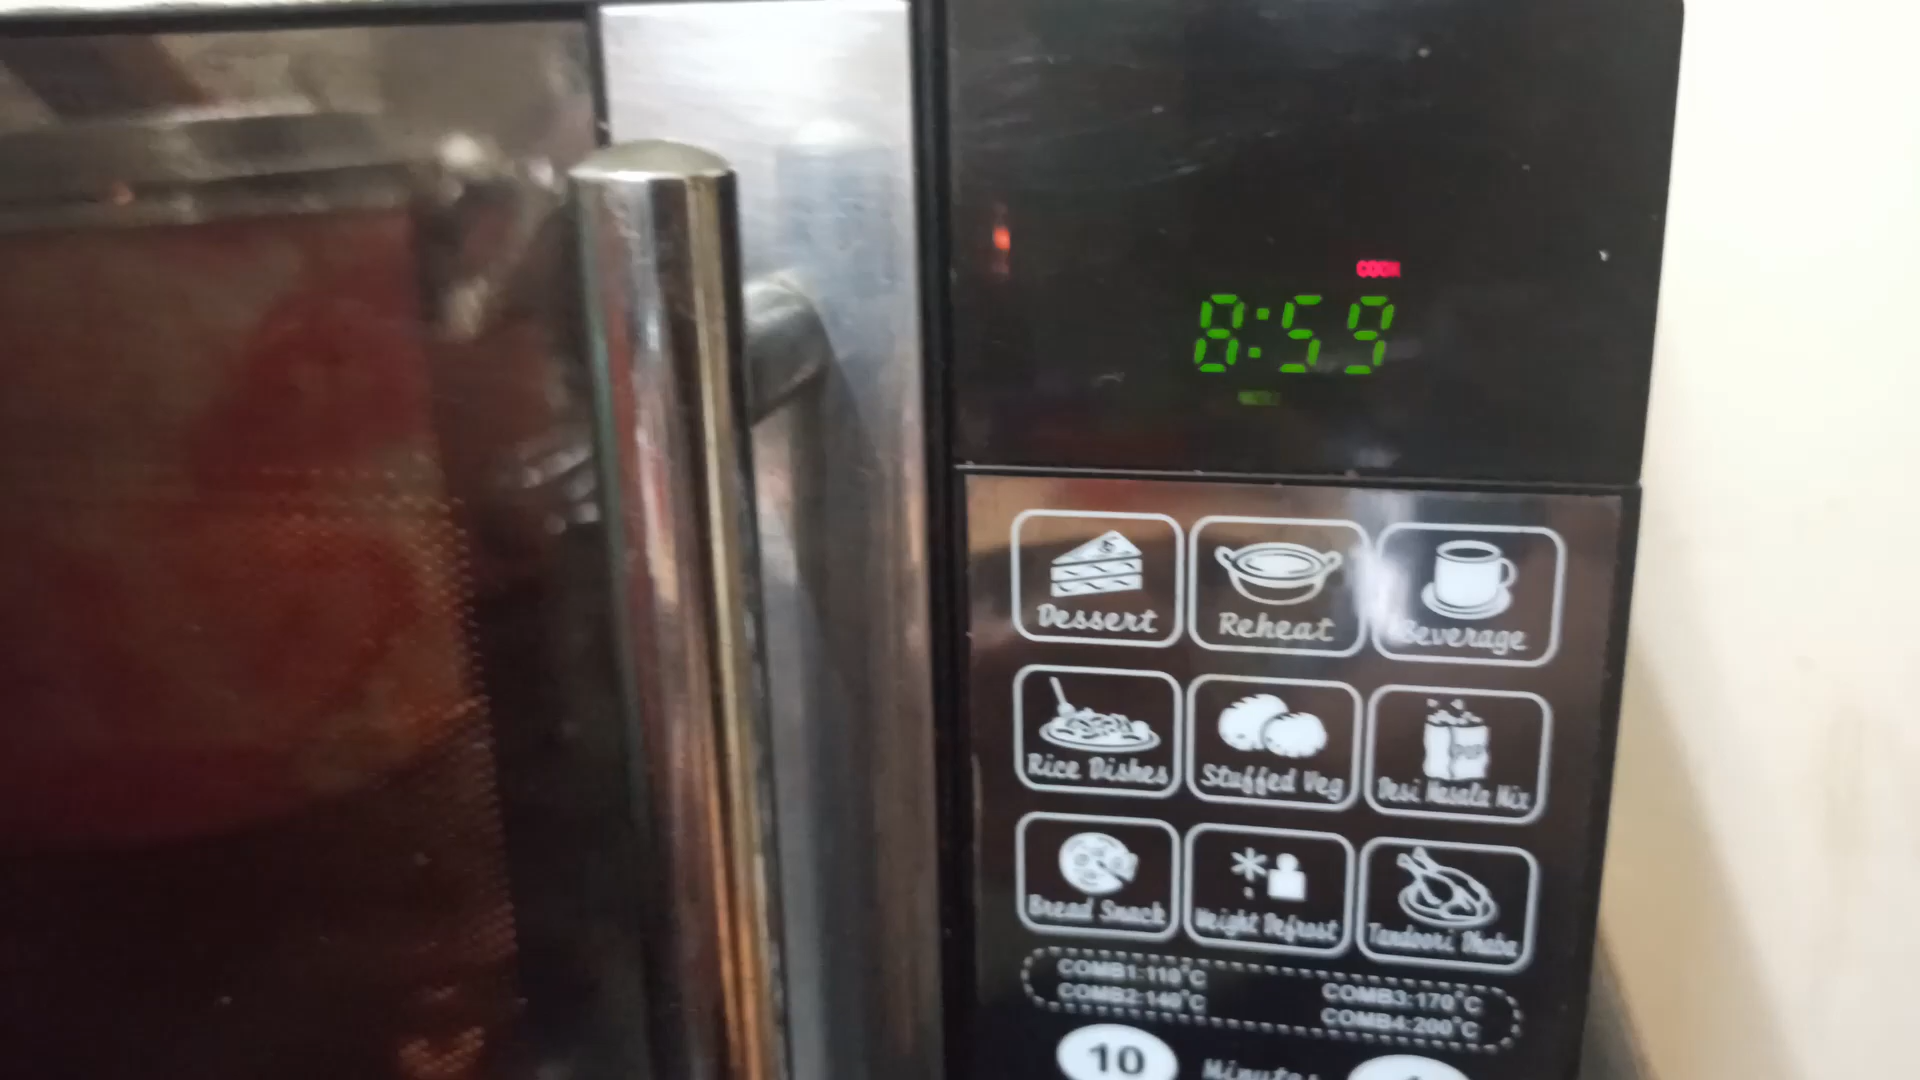 COOK
8:59
Dessert
Reheat
Beverage
Rice Dishes
Stuffed Veg
Desi Masala Mix
Bread Snack
Weight Defrost
Tandoori Dhaba
COMB1:110°C
COMB2:140°C
COMB3:170°C
COMB4:200°C
10
Minutes